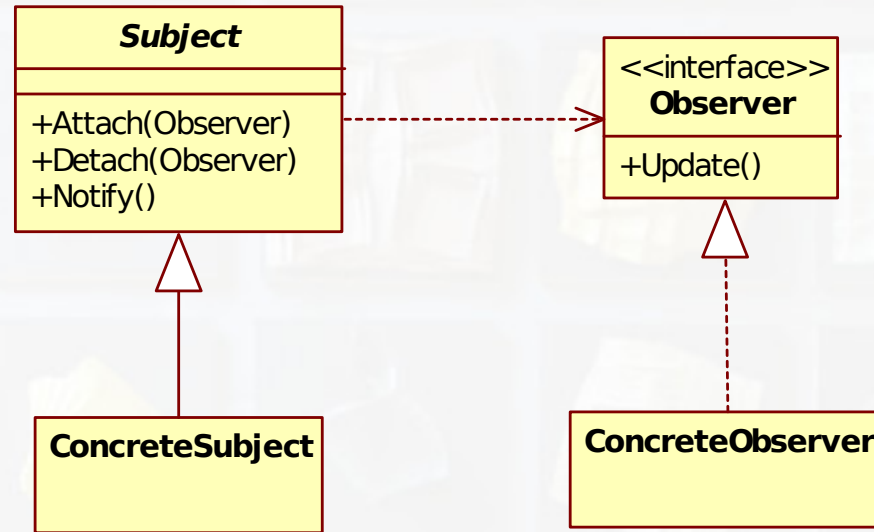 Subject
+Attach(Observer)
+Detach(Observer)
+Notify()
<<interface>>
Observer
+Update()
ConcreteSubject
ConcreteObserver